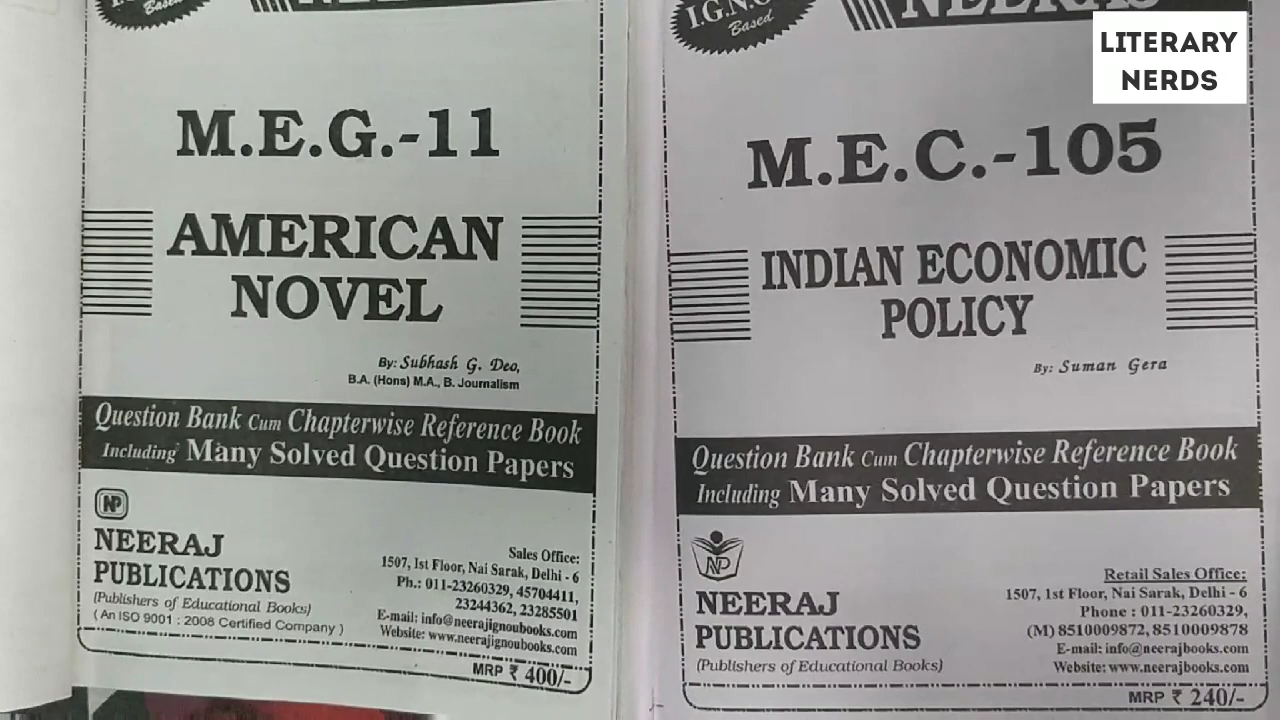 Based
M.E.G.-11
AMERICAN
NOVEL
By: Subhash G. Deo,
B.A. (Hons) M.A., B. Journalism
Question Bank Cum Chapterwise Reference Book
Including Many Solved Question Papers
NP
NEERAJ
PUBLICATIONS
(Publishers of Educational Books)
( An ISO 9001 : 2008 Certified Company )
Sales Office:
1507, Ist Floor, Nai Sarak, Delhi - 6
Ph.: 011-23260329, 45704411,
23244362, 23285501
E-mail: info@neerajignoubooks.com
Website: www.neerajignoubooks.com
MRP ₹ 400/-
Based
LITERARY
NERDS
M.E.C.-105
INDIAN ECONOMIC
POLICY
By: Suman Gera
Question Bank Cum Chapterwise Reference Book
Including Many Solved Question Papers
NP
NEERAJ
PUBLICATIONS
(Publishers of Educational Books)
Retail Sales Office:
1507, 1st Floor, Nai Sarak, Delhi - 6
Phone : 011-23260329,
(M) 8510009872, 8510009878
E-mail: info@neerajbooks.com
Website: www.neerajbooks.com
MRP ₹ 240/-